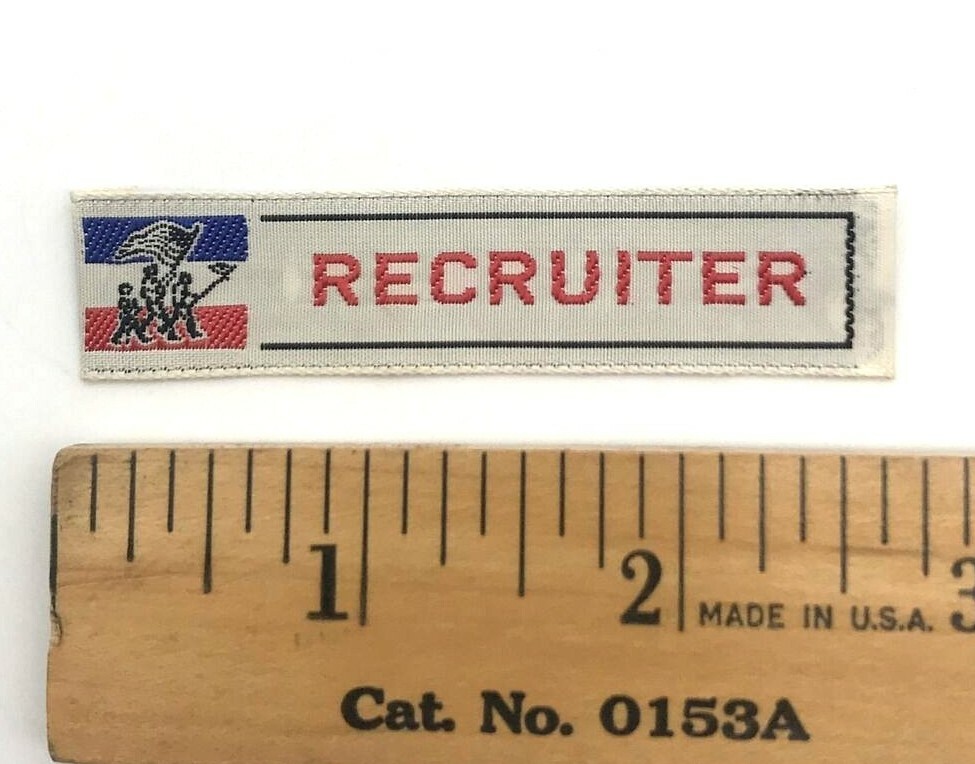 RECRUITER
1 2 3
MADE IN U.S.A.
Cat. No. 0153A